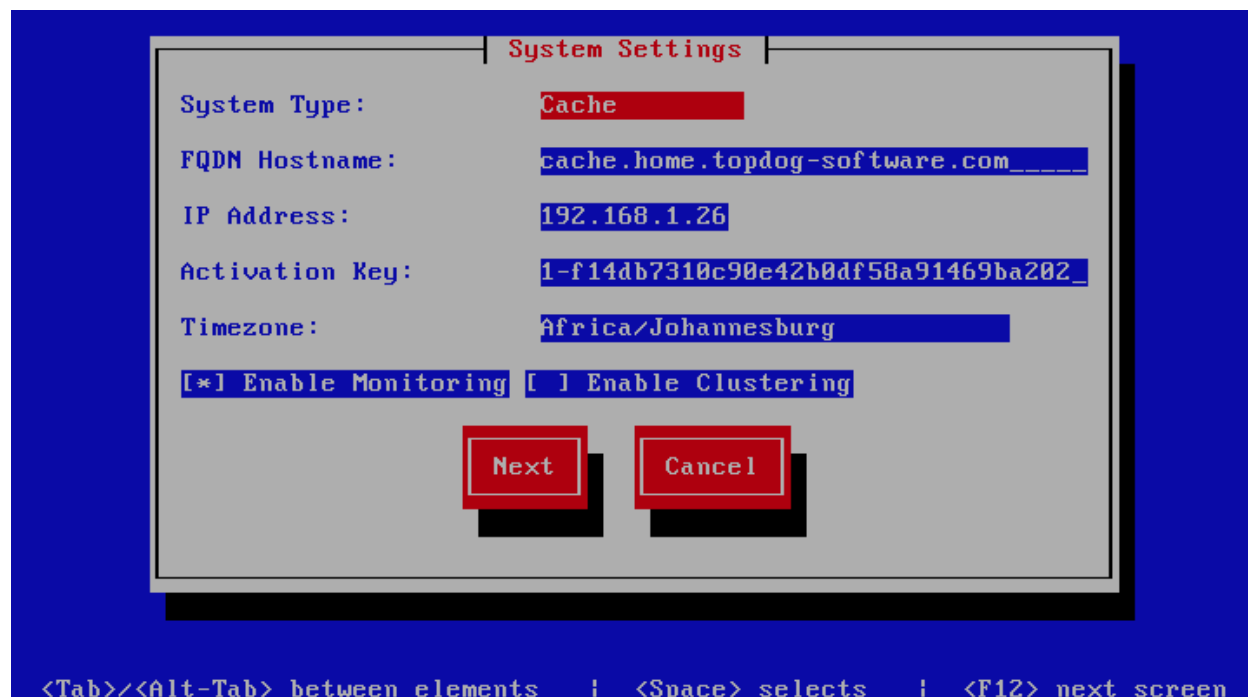 System Settings
System Type: Cache
FQDN Hostname: cache.home.topdog-software.com_____
IP Address: 192.168.1.26
Activation Key: 1-f14db7310c90e42b0df58a91469ba202_
Timezone: Africa/Johannesburg
[*] Enable Monitoring [ ] Enable Clustering
Next Cancel
<Tab>/<Alt-Tab> between elements | <Space> selects | <F12> next screen